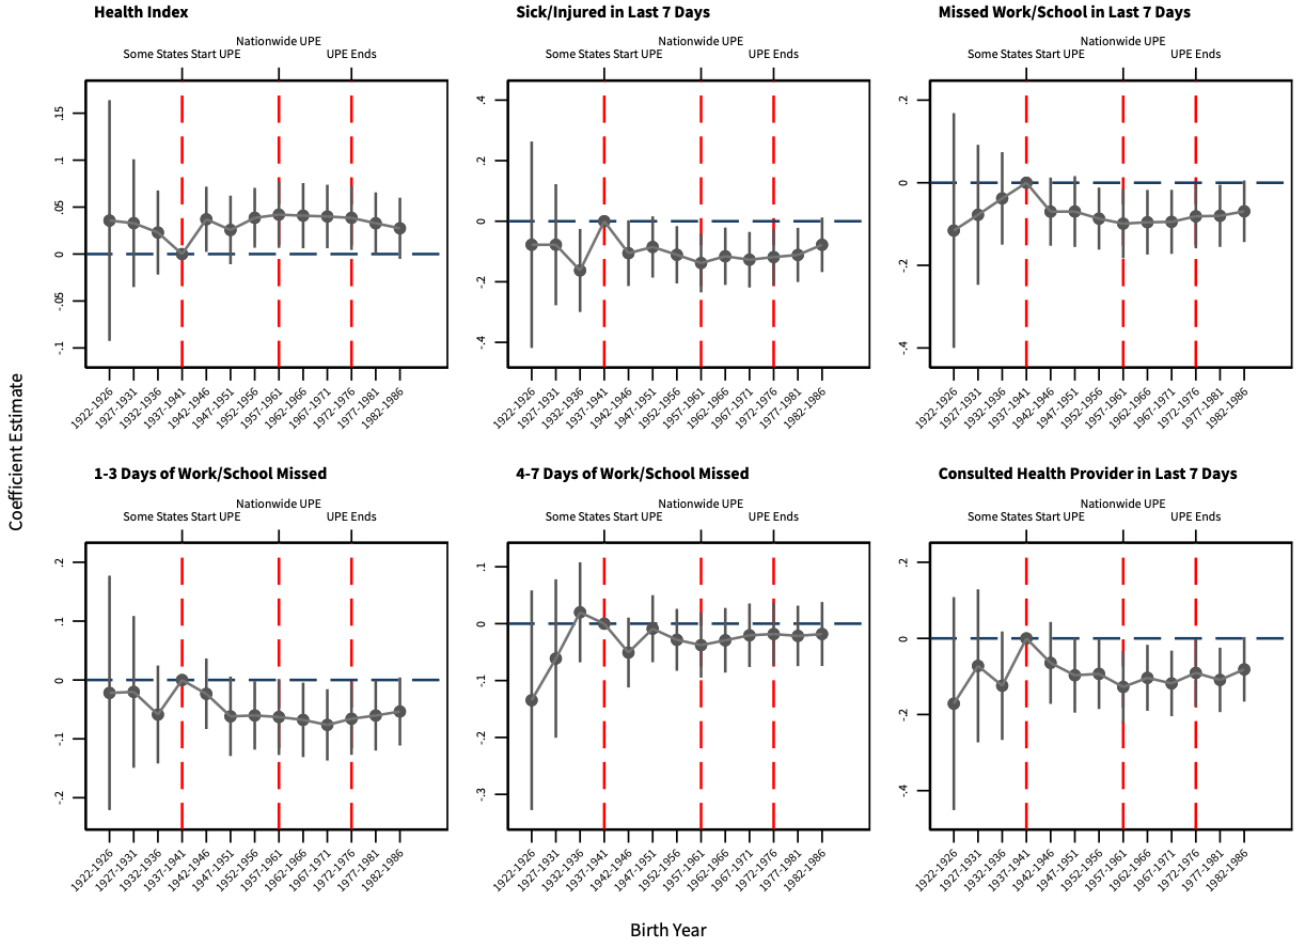 Health Index
Nationwide UPE
Some States Start UPE UPE Ends
.15
.1
.05
0
-.05
-.1
1922-1926 1927-1931 1932-1936 1937-1941 1942-1946 1947-1951 1952-1956 1957-1961 1962-1966 1967-1971 1972-1976 1977-1981 1982-1986
Sick/Injured in Last 7 Days
Nationwide UPE
Some States Start UPE UPE Ends
.4
.2
0
-.2
-.4
1922-1926 1927-1931 1932-1936 1937-1941 1942-1946 1947-1951 1952-1956 1957-1961 1962-1966 1967-1971 1972-1976 1977-1981 1982-1986
Missed Work/School in Last 7 Days
Nationwide UPE
Some States Start UPE UPE Ends
.2
0
-.2
-.4
1922-1926 1927-1931 1932-1936 1937-1941 1942-1946 1947-1951 1952-1956 1957-1961 1962-1966 1967-1971 1972-1976 1977-1981 1982-1986
Coefficient Estimate
1-3 Days of Work/School Missed
Nationwide UPE
Some States Start UPE UPE Ends
.2
.1
0
-.1
-.2
1922-1926 1927-1931 1932-1936 1937-1941 1942-1946 1947-1951 1952-1956 1957-1961 1962-1966 1967-1971 1972-1976 1977-1981 1982-1986
4-7 Days of Work/School Missed
Nationwide UPE
Some States Start UPE UPE Ends
.1
0
-.1
-.2
-.3
1922-1926 1927-1931 1932-1936 1937-1941 1942-1946 1947-1951 1952-1956 1957-1961 1962-1966 1967-1971 1972-1976 1977-1981 1982-1986
Consulted Health Provider in Last 7 Days
Nationwide UPE
Some States Start UPE UPE Ends
.2
0
-.2
-.4
1922-1926 1927-1931 1932-1936 1937-1941 1942-1946 1947-1951 1952-1956 1957-1961 1962-1966 1967-1971 1972-1976 1977-1981 1982-1986
Birth Year